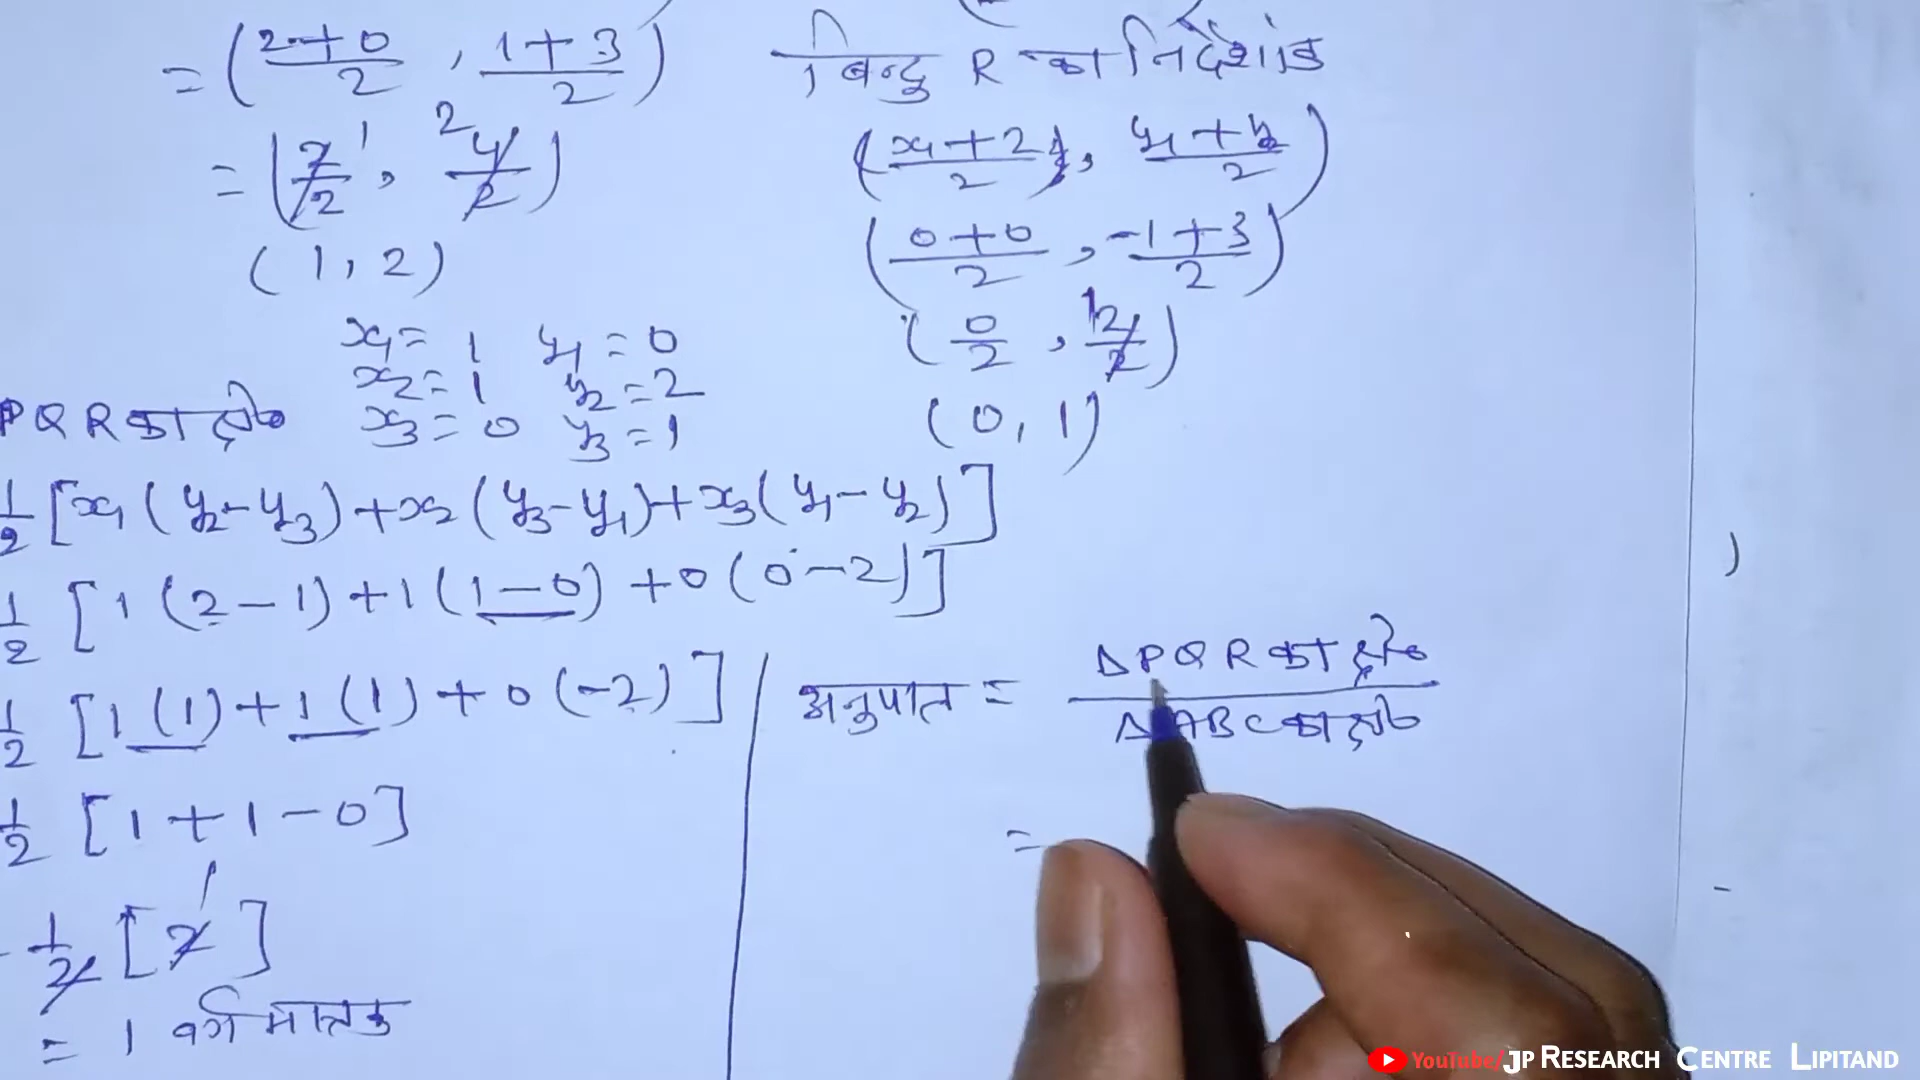 = (2+0/2, 1+3/2)
= (2/2, 4/2)
(1, 2)
बिन्दु R का निर्देशांक
(x₁+x₂/2, y₁+y₂/2)
(0+0/2, -1+3/2)
(0/2, 2/2)
(0, 1)
x₁ = 1 y₁ = 0
x₂ = 1 y₂ = 2
x₃ = 0 y₃ = 1
PQR का क्षे०
1/2 [x₁(y₂-y₃)+x₂(y₃-y₁)+x₃(y₁-y₂)]
1/2 [1(2-1)+1(1-0)+0(0-2)]
1/2 [1(1)+1(1)+0(-2)]
1/2 [1+1-0]
1/2 [2]
= 1 वर्ग मात्रक
अनुपात = Δ PQR का क्षे० / Δ ABC का क्षे०
=
YouTube/JP Research Centre Lipitand